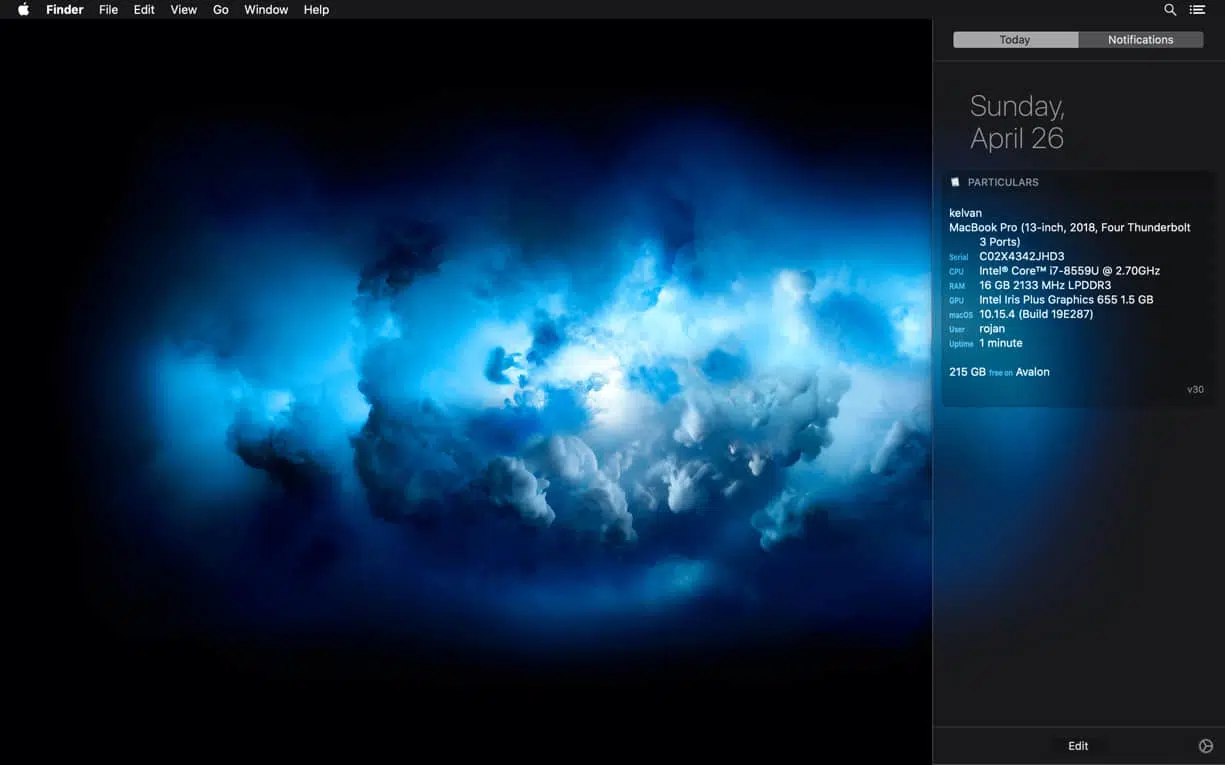 Finder File Edit View Go Window Help
Today Notifications
Sunday,
April 26
PARTICULARS
kelvan
MacBook Pro (13-inch, 2018, Four Thunderbolt
3 Ports)
Serial C02X4342JHD3
CPU Intel® Core™ i7-8559U @ 2.70GHz
RAM 16 GB 2133 MHz LPDDR3
GPU Intel Iris Plus Graphics 655 1.5 GB
macOS 10.15.4 (Build 19E287)
User rojan
Uptime 1 minute
215 GB free on Avalon
v30
Edit